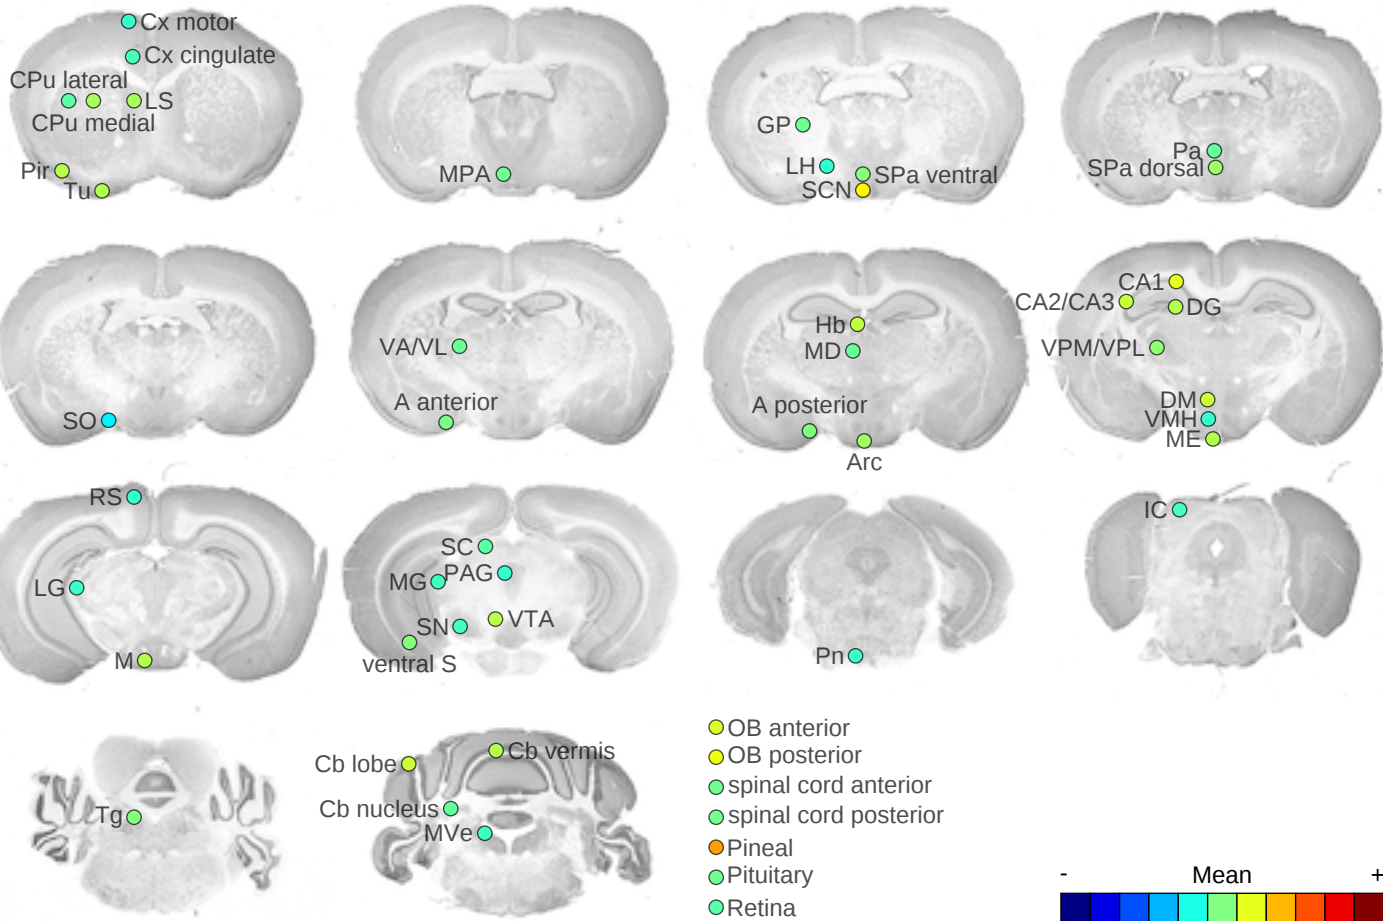 Cx motor
Cx cingulate
CPu lateral
LS
CPu medial
Pir
Tu
MPA
GP
LH
SPa ventral
SCN
Pa
SPa dorsal
SO
VA/VL
A anterior
Hb
MD
A posterior
Arc
CA1
CA2/CA3
DG
VPM/VPL
DM
VMH
ME
RS
LG
M
SC
MG
PAG
SN
VTA
ventral S
Pn
IC
Tg
Cb lobe
Cb vermis
Cb nucleus
MVe
OB anterior
OB posterior
spinal cord anterior
spinal cord posterior
Pineal
Pituitary
Retina
- Mean +